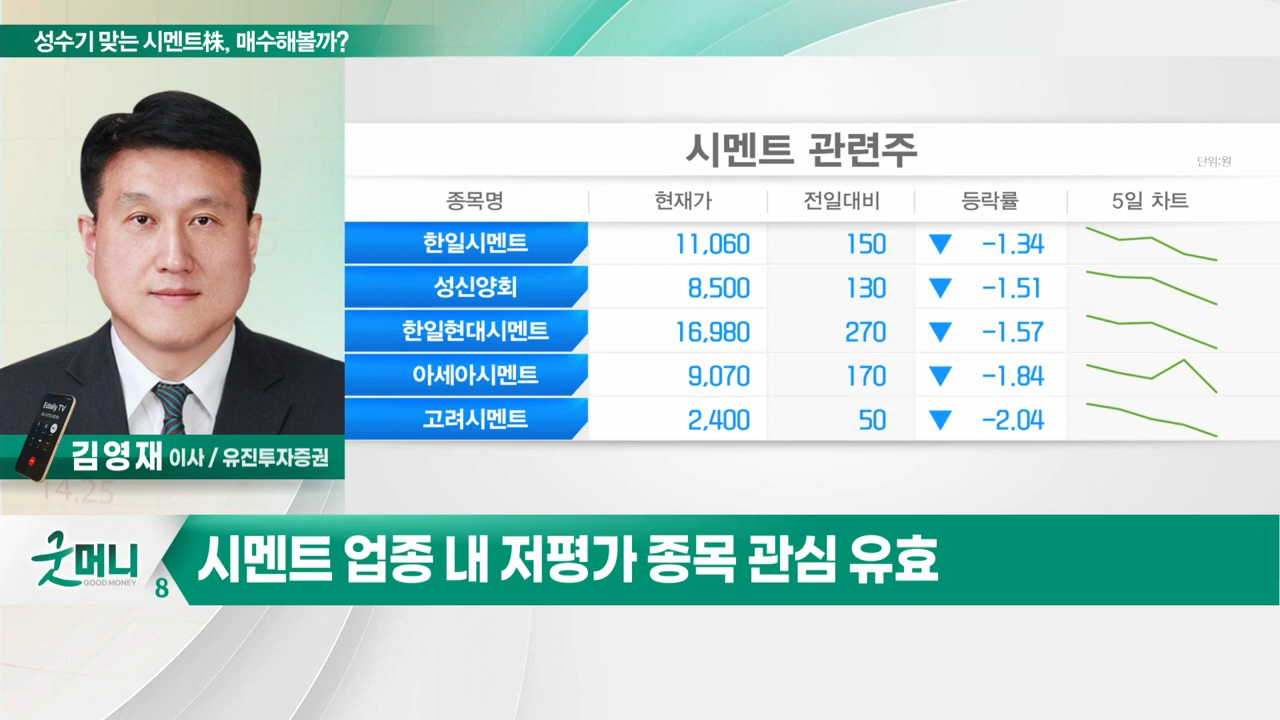 성수기 맞는 시멘트株, 매수해볼까?
시멘트 관련주
단위:원
종목명 현재가 전일대비 등락률 5일 차트
한일시멘트 11,060 150 ▼ -1.34
성신양회 8,500 130 ▼ -1.51
한일현대시멘트 16,980 270 ▼ -1.57
아세아시멘트 9,070 170 ▼ -1.84
고려시멘트 2,400 50 ▼ -2.04
Edaily TV
김영재 이사 / 유진투자증권
14.25
굿머니
GOOD MONEY
8
시멘트 업종 내 저평가 종목 관심 유효